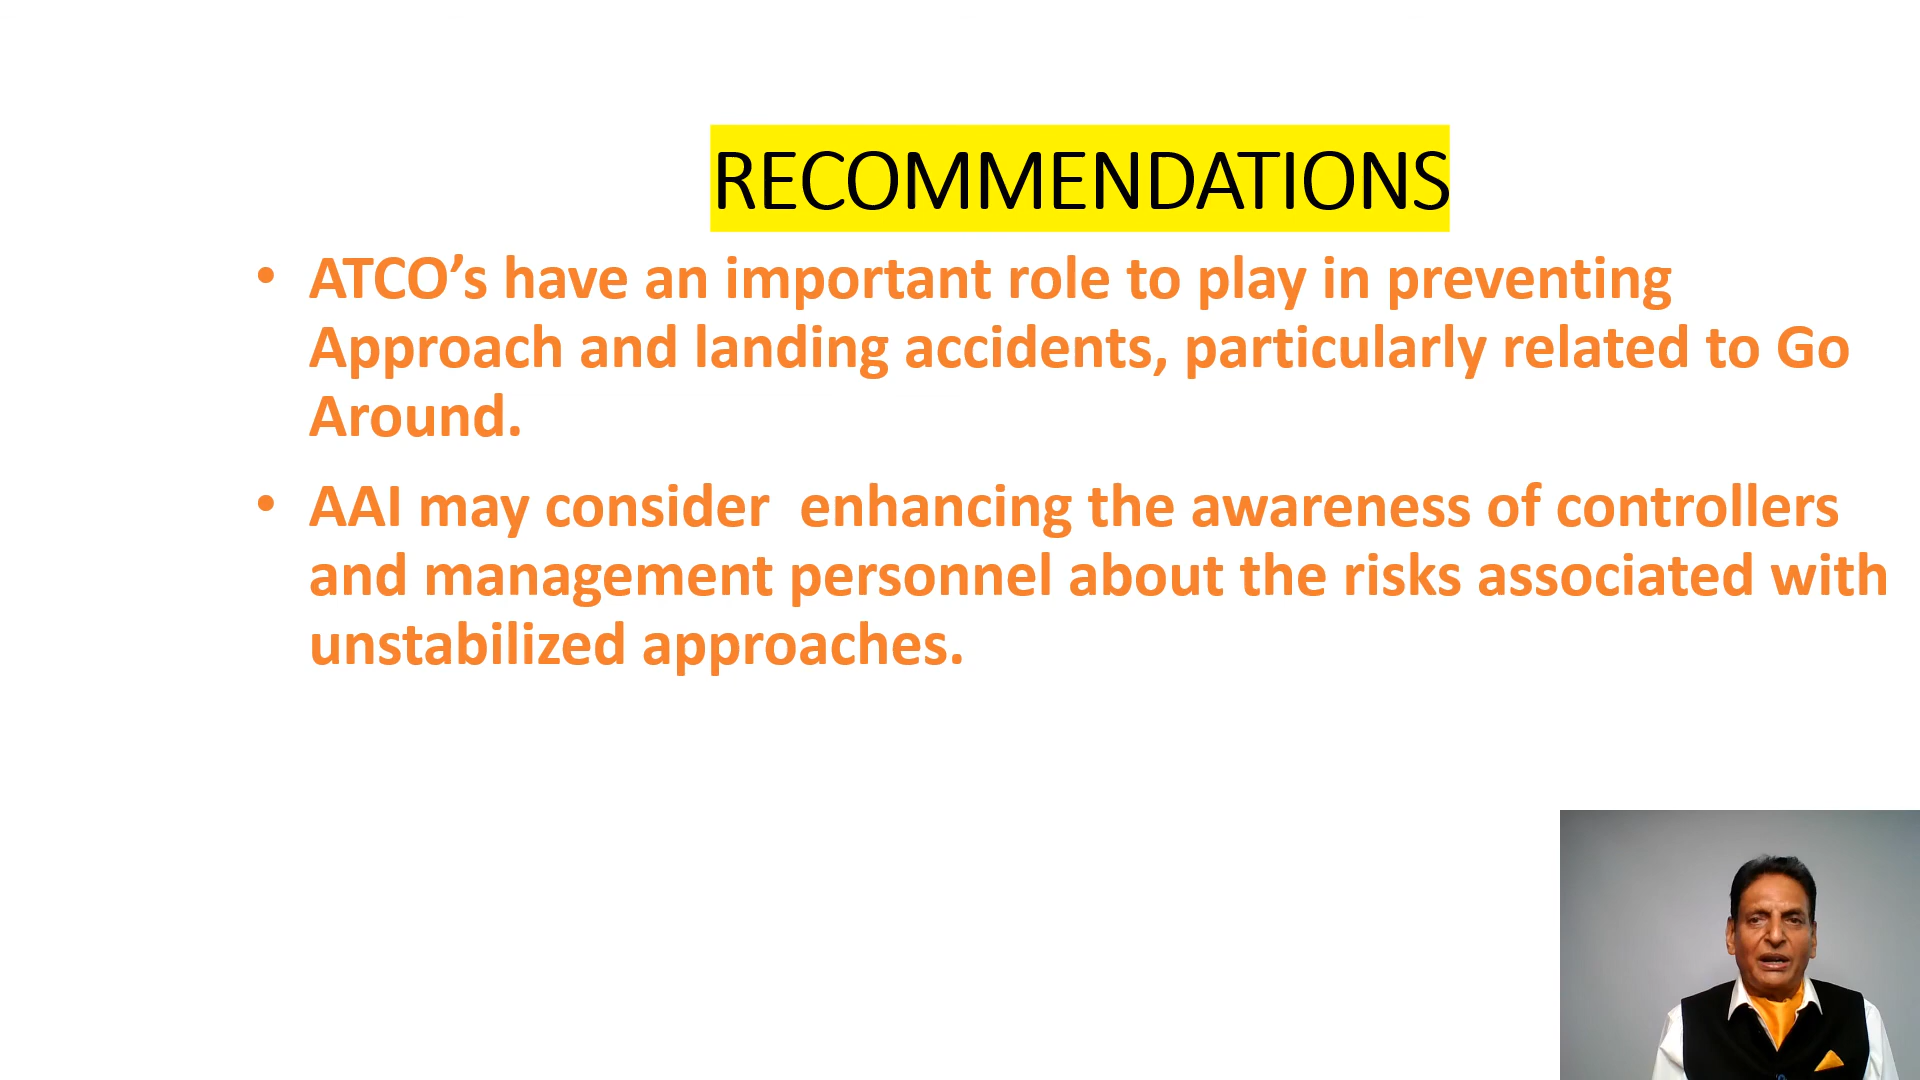 RECOMMENDATIONS
• ATCO’s have an important role to play in preventing
Approach and landing accidents, particularly related to Go
Around.
• AAI may consider  enhancing the awareness of controllers
and management personnel about the risks associated with
unstabilized approaches.